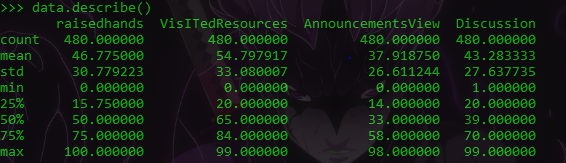 >>> data.describe()
raisedhands VisITedResources AnnouncementsView Discussion
count 480.000000 480.000000 480.000000 480.000000
mean 46.775000 54.797917 37.918750 43.283333
std 30.779223 33.080007 26.611244 27.637735
min 0.000000 0.000000 0.000000 1.000000
25% 15.750000 20.000000 14.000000 20.000000
50% 50.000000 65.000000 33.000000 39.000000
75% 75.000000 84.000000 58.000000 70.000000
max 100.000000 99.000000 98.000000 99.000000